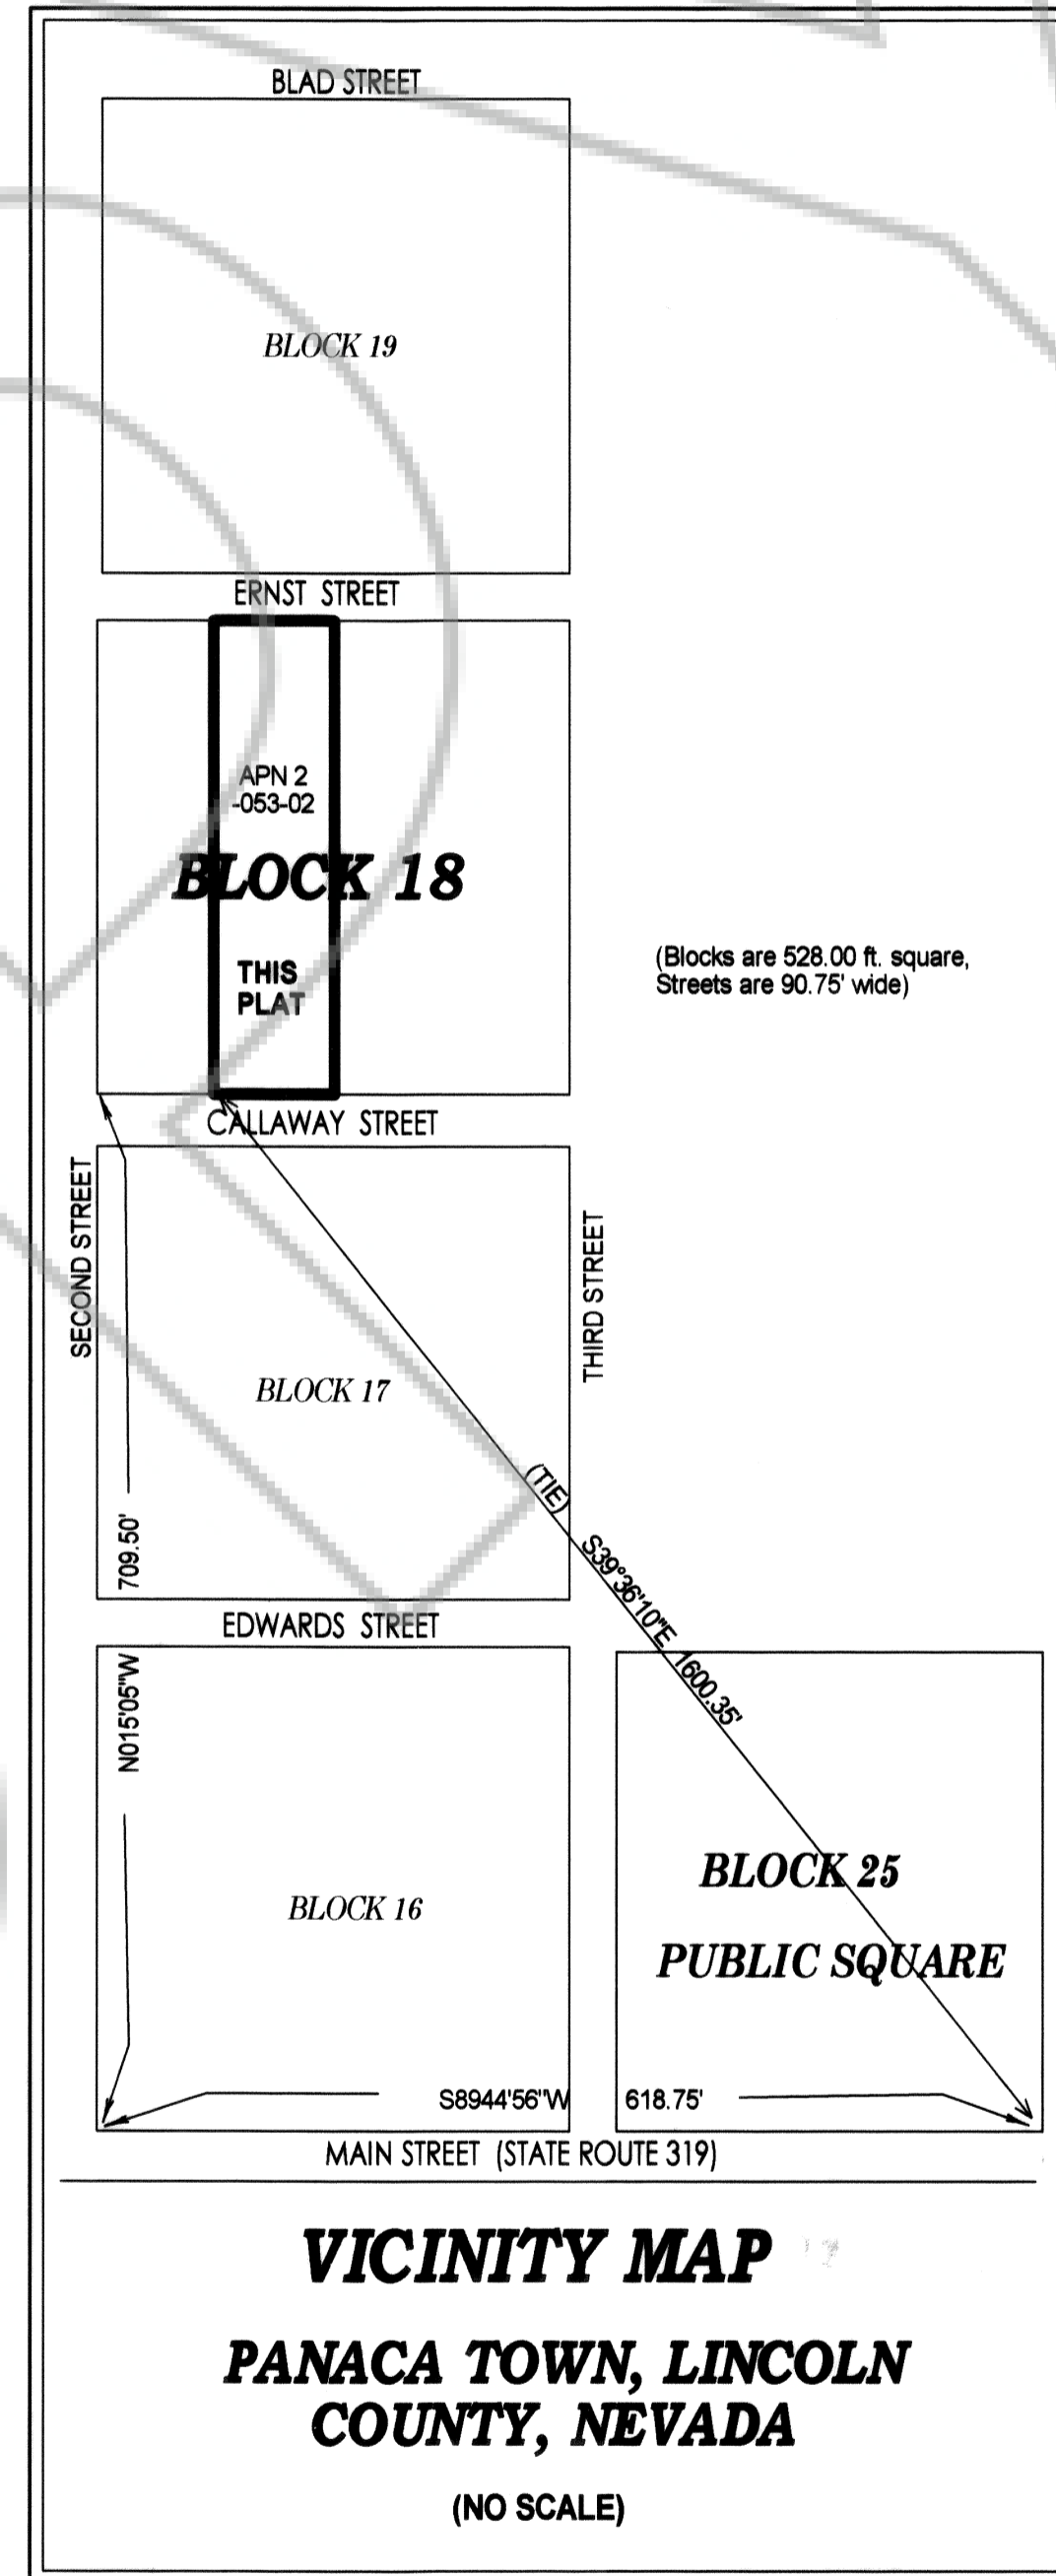 BLAD STREET
BLOCK 19
ERNST STREET
APN 2
-053-02
BLOCK 18
THIS
PLAT
(Blocks are 528.00 ft. square,
Streets are 90.75' wide)
CALLAWAY STREET
SECOND STREET
THIRD STREET
BLOCK 17
(TIE) S39°36'10"E 1600.35'
709.50'
EDWARDS STREET
N015'05"W
BLOCK 25
BLOCK 16
PUBLIC SQUARE
S8944'56"W 618.75'
MAIN STREET (STATE ROUTE 319)
VICINITY MAP
PANACA TOWN, LINCOLN
COUNTY, NEVADA
(NO SCALE)